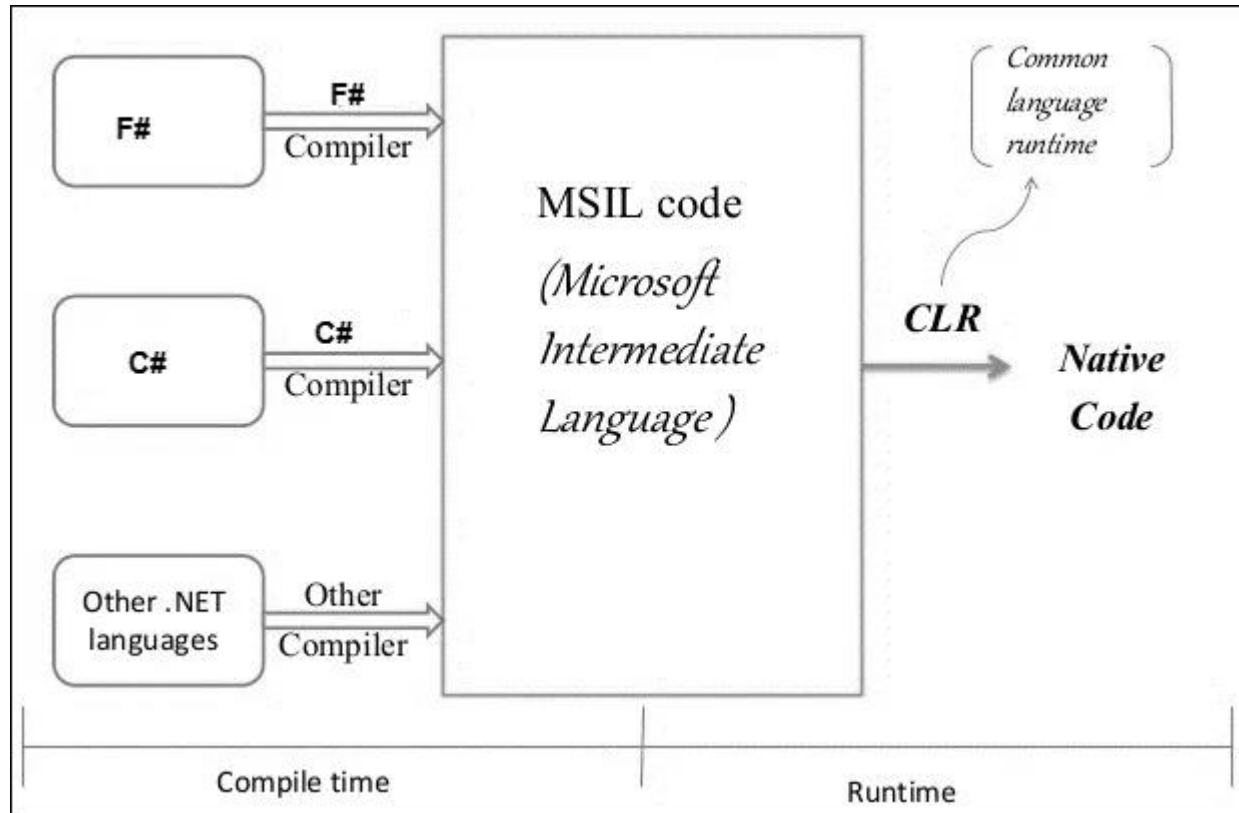 F#
F#
Compiler
C#
C#
Compiler
Other .NET
languages
Other
Compiler
MSIL code
(Microsoft
Intermediate
Language)
Common
language
runtime
CLR
Native
Code
Compile time
Runtime